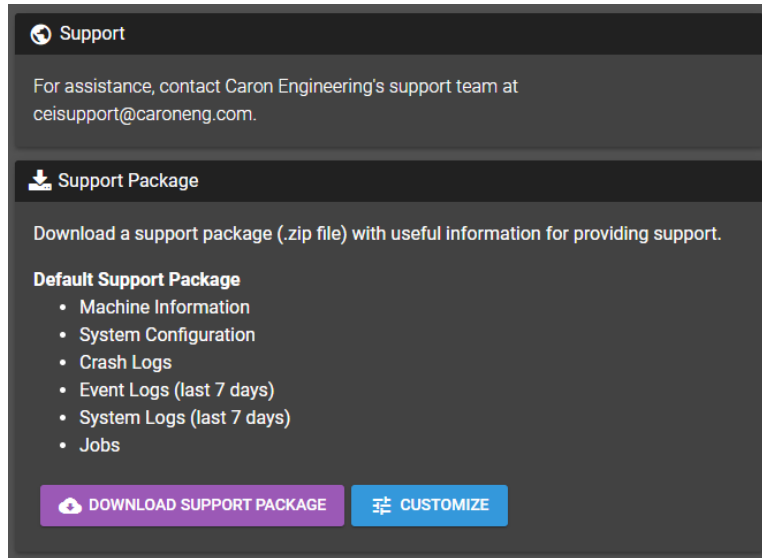 Support
For assistance, contact Caron Engineering's support team at
ceisupport@caroneng.com.
Support Package
Download a support package (.zip file) with useful information for providing support.
Default Support Package
• Machine Information
• System Configuration
• Crash Logs
• Event Logs (last 7 days)
• System Logs (last 7 days)
• Jobs
DOWNLOAD SUPPORT PACKAGE
CUSTOMIZE